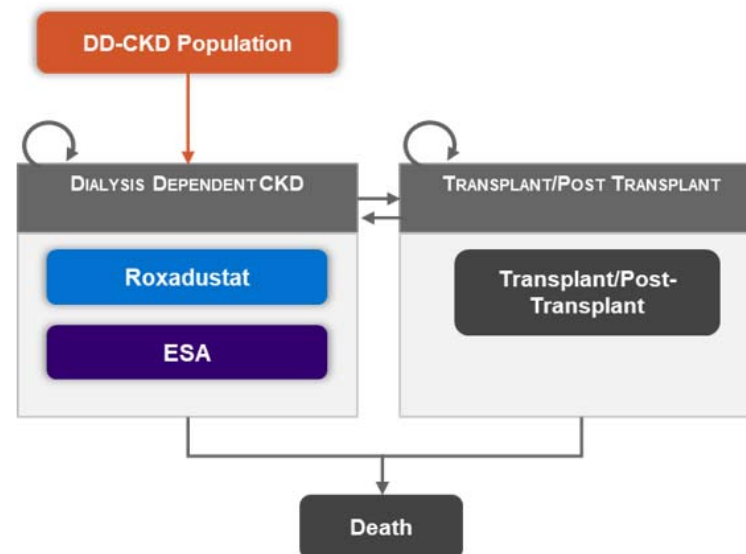 DD-CKD Population
DIALYSIS DEPENDENT CKD
TRANSPLANT/POST TRANSPLANT
Roxadustat
Transplant/Post-
Transplant
ESA
Death